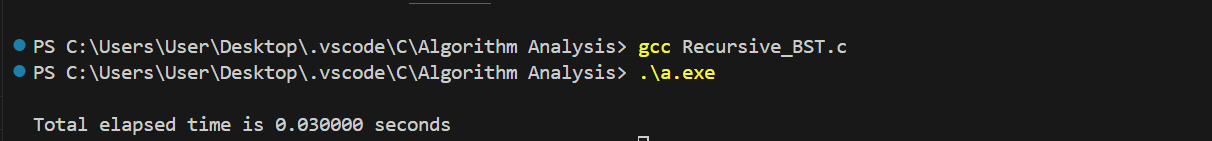 PS C:\Users\User\Desktop\.vscode\C\Algorithm Analysis> gcc Recursive_BST.c
PS C:\Users\User\Desktop\.vscode\C\Algorithm Analysis> .\a.exe
Total elapsed time is 0.030000 seconds